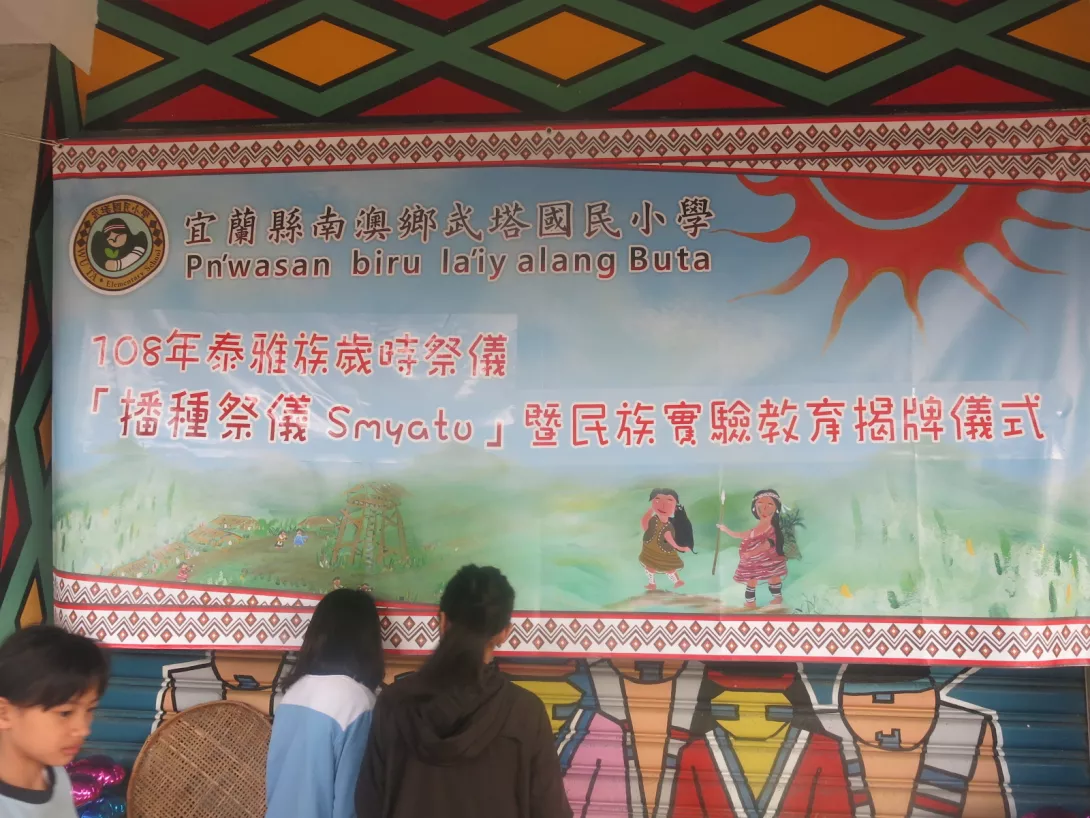 宜蘭縣南澳鄉武塔國民小學
Pn'wasan biru la'iy alang Buta
108年泰雅族歲時祭儀
「播種祭儀 Smyatu」暨民族實驗教育揭牌儀式
Elementary School